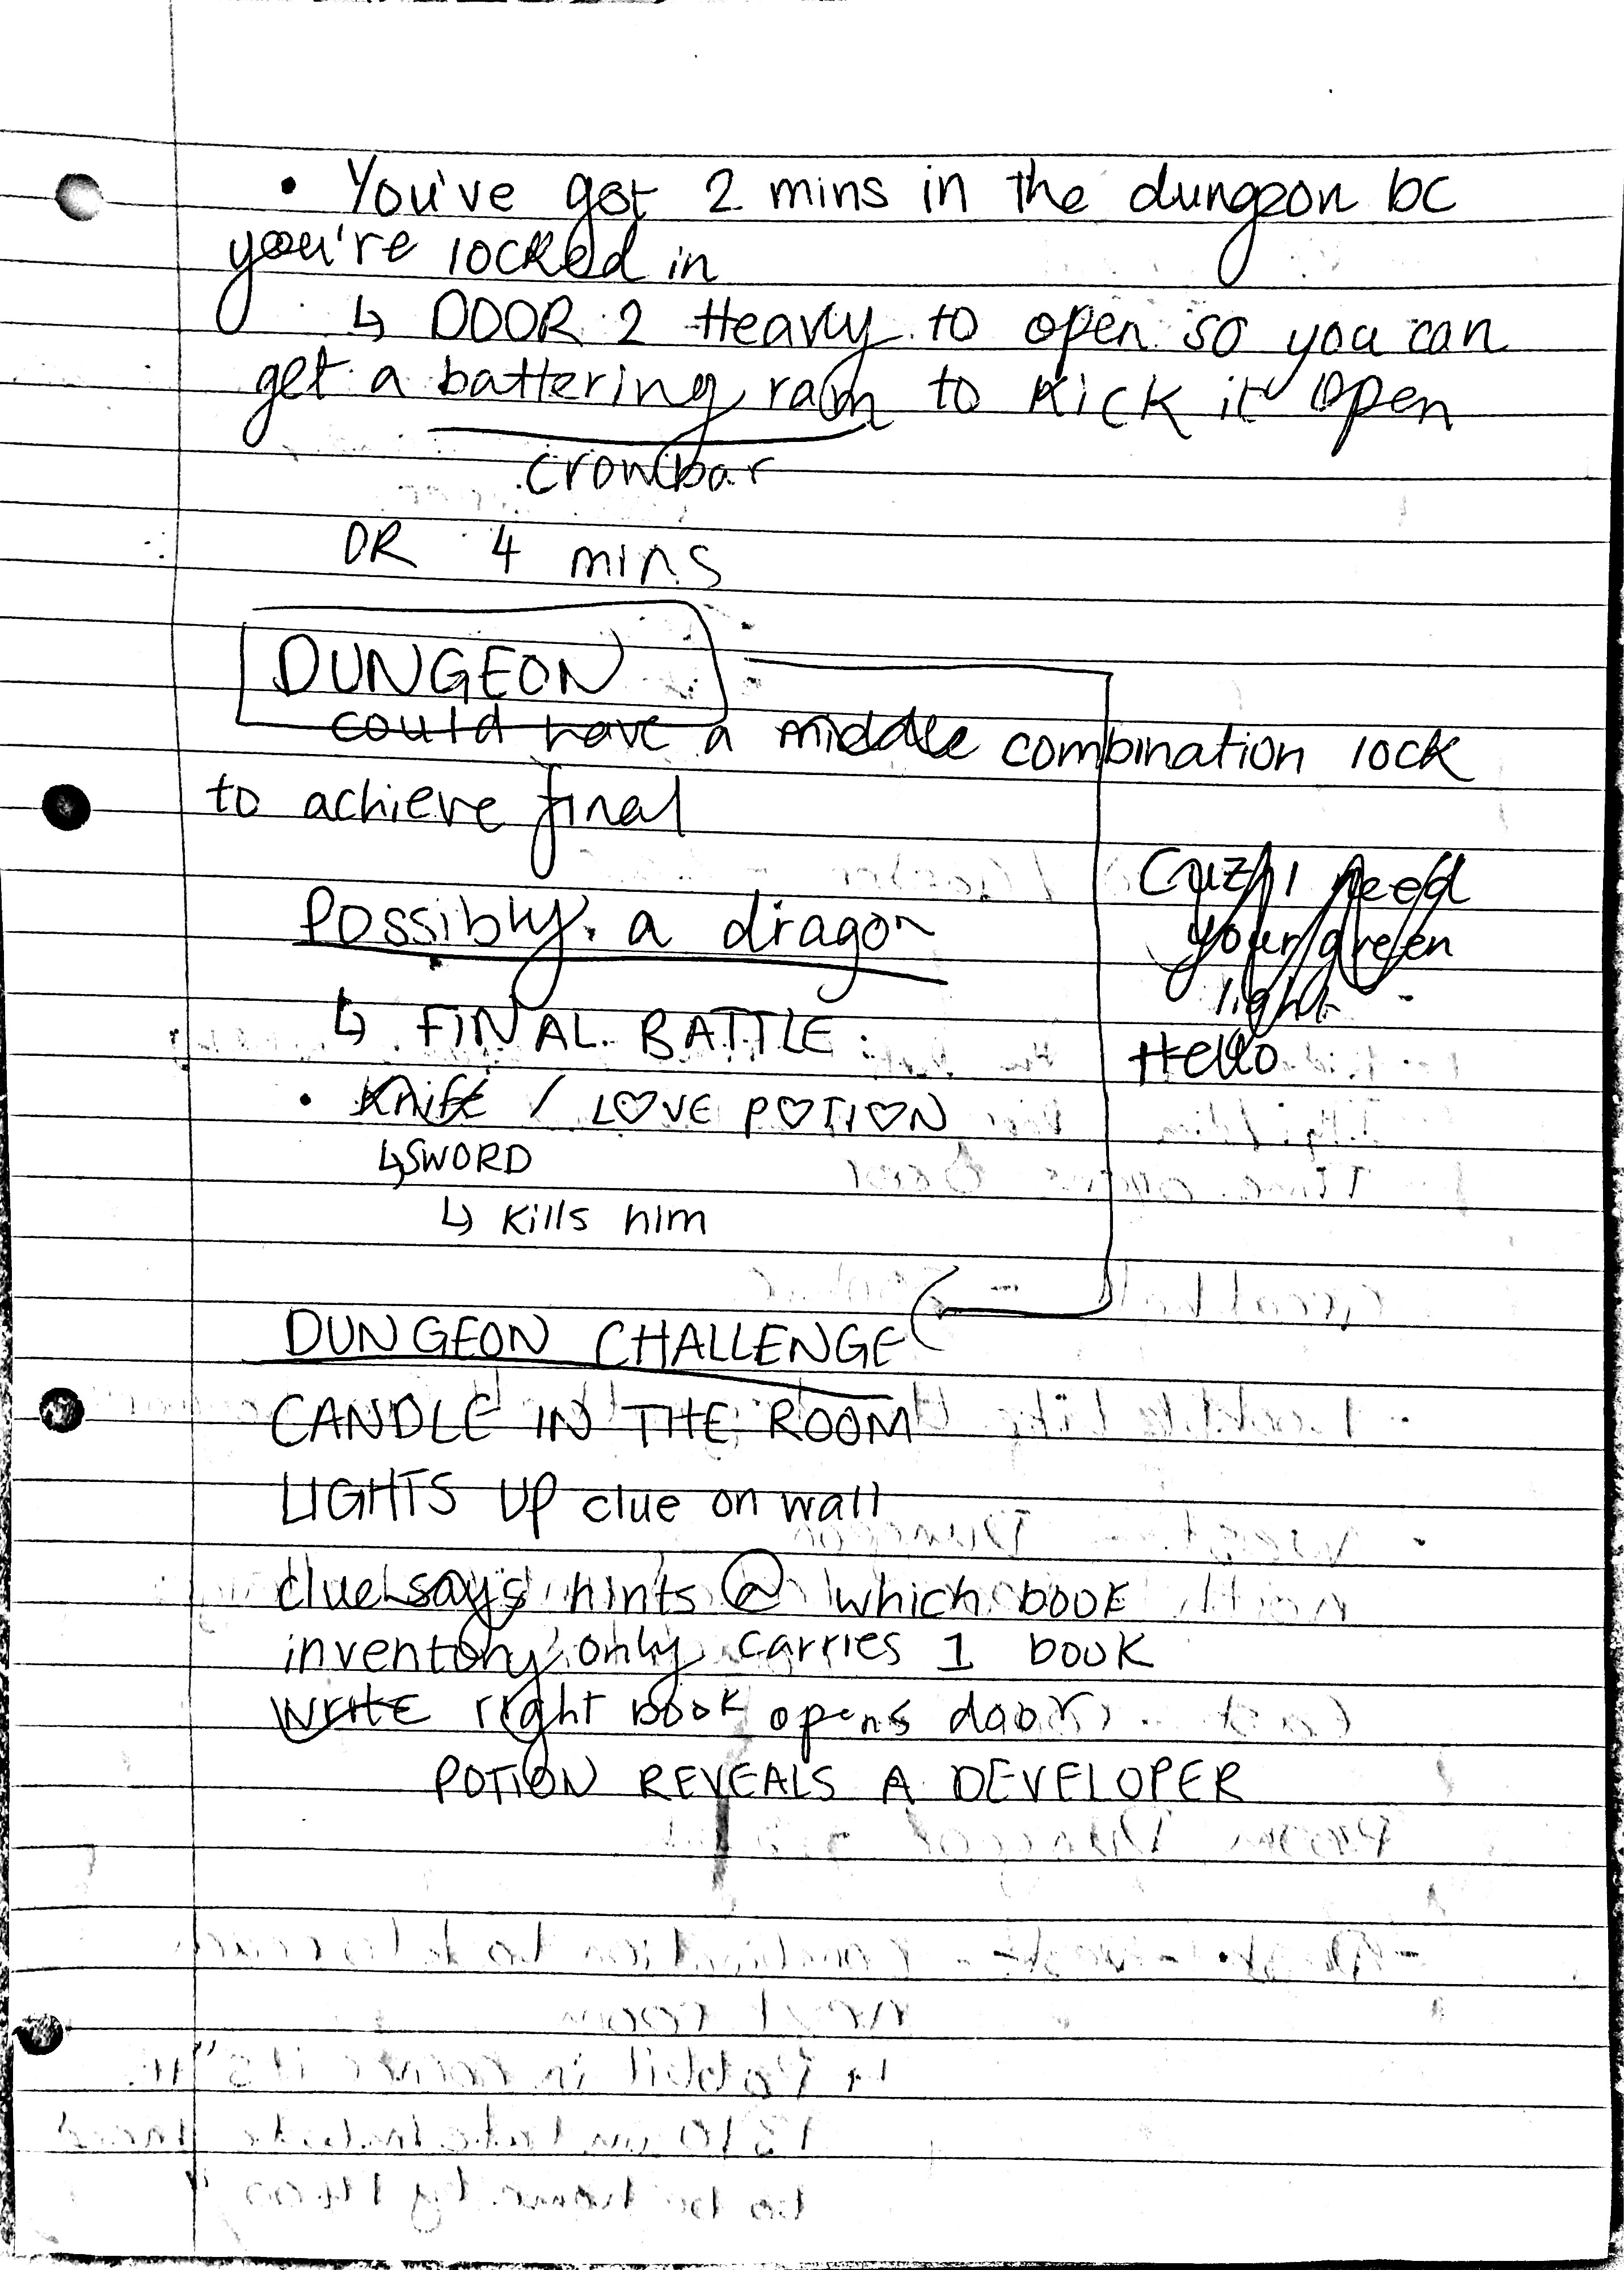 • You've got 2 mins in the dungeon bc
you're locked in
↳ DOOR 2 Heavy to open so you can
get a battering ram to kick it open
crowbar
OR 4 mins
DUNGEON
could have a middle combination lock
to achieve final
Possibly a dragon
↳ FINAL BATTLE:
• Knife / L♡VE P♡TI♡N
↳ SWORD
↳ kills him
Cuz I need
your green
light
Hello
DUNGEON CHALLENGE
CANDLE IN THE ROOM
LIGHTS UP clue on wall
clue says hints @ which book
inventory only carries 1 book
write right book opens door
POTION REVEALS A DEVELOPER